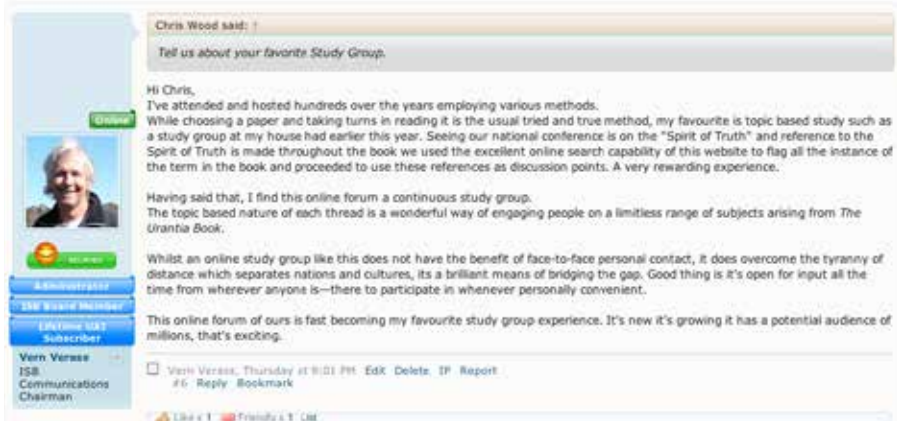 Chris Wood said: ↑
Tell us about your favorite Study Group.
Hi Chris,
I've attended and hosted hundreds over the years employing various methods.
While choosing a paper and taking turns in reading it is the usual tried and true method, my favourite is topic based study such as
a study group at my house had earlier this year. Seeing our national conference is on the "Spirit of Truth" and reference to the
Spirit of Truth is made throughout the book we used the excellent online search capability of this website to flag all the instance of
the term in the book and proceeded to use these references as discussion points. A very rewarding experience.
Having said that, I find this online forum a continuous study group.
The topic based nature of each thread is a wonderful way of engaging people on a limitless range of subjects arising from The
Urantia Book.
Whilst an online study group like this does not have the benefit of face-to-face personal contact, it does overcome the tyranny of
distance which separates nations and cultures, its a brilliant means of bridging the gap. Good thing is it's open for input all the
time from wherever anyone is—there to participate in whenever personally convenient.
This online forum of ours is fast becoming my favourite study group experience. It's new it's growing it has a potential audience of
millions, that's exciting.
Online
Administrator
ISB Board Member
Lifetime UAI
Subscriber
Vern Verass
ISB
Communications
Chairman
Vern Verass, Thursday at 9:01 PM Edit Delete IP Report
#6 Reply Bookmark
Like x 1 Friendly x 1 List